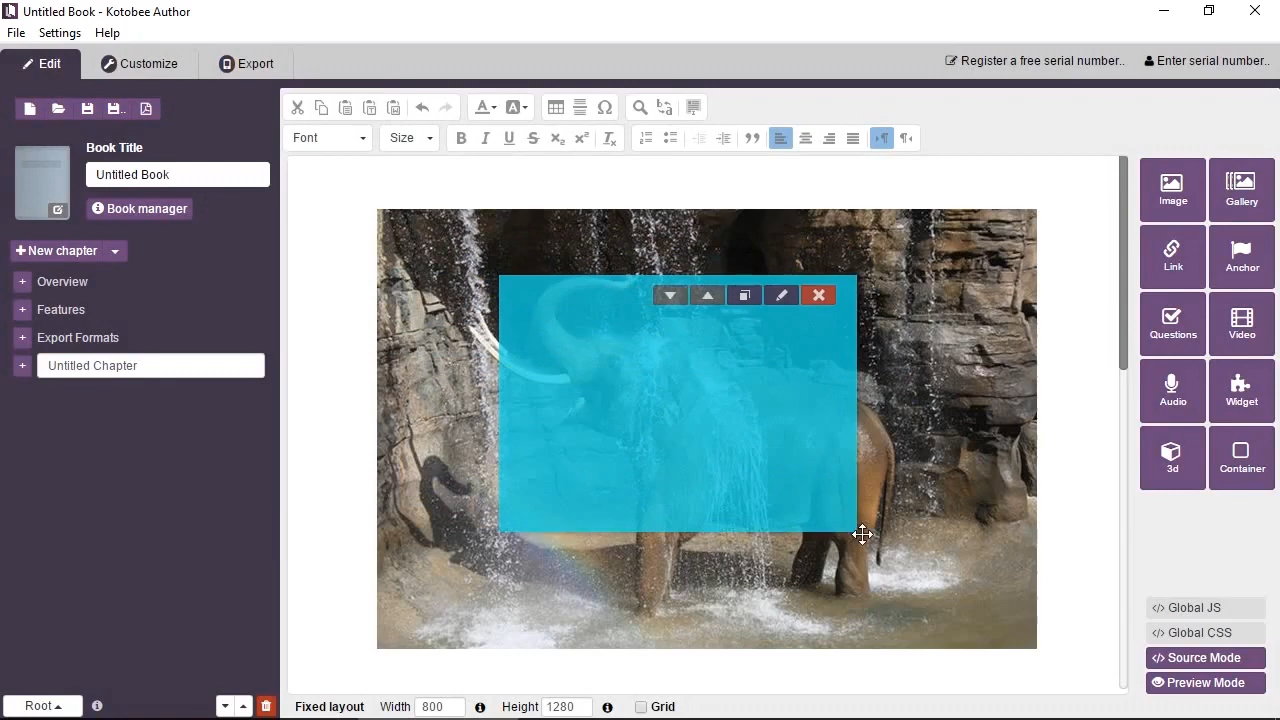 Untitled Book - Kotobee Author
File Settings Help
Edit Customize Export
Register a free serial number.. Enter serial number..
Font Size B I U S x₂ x² Tx
Book Title
Untitled Book
Book manager
New chapter
Overview
Features
Export Formats
Untitled Chapter
Image Gallery
Link Anchor
Questions Video
Audio Widget
3d Container
</> Global JS
</> Global CSS
</> Source Mode
Preview Mode
Root
Fixed layout Width 800 Height 1280 Grid